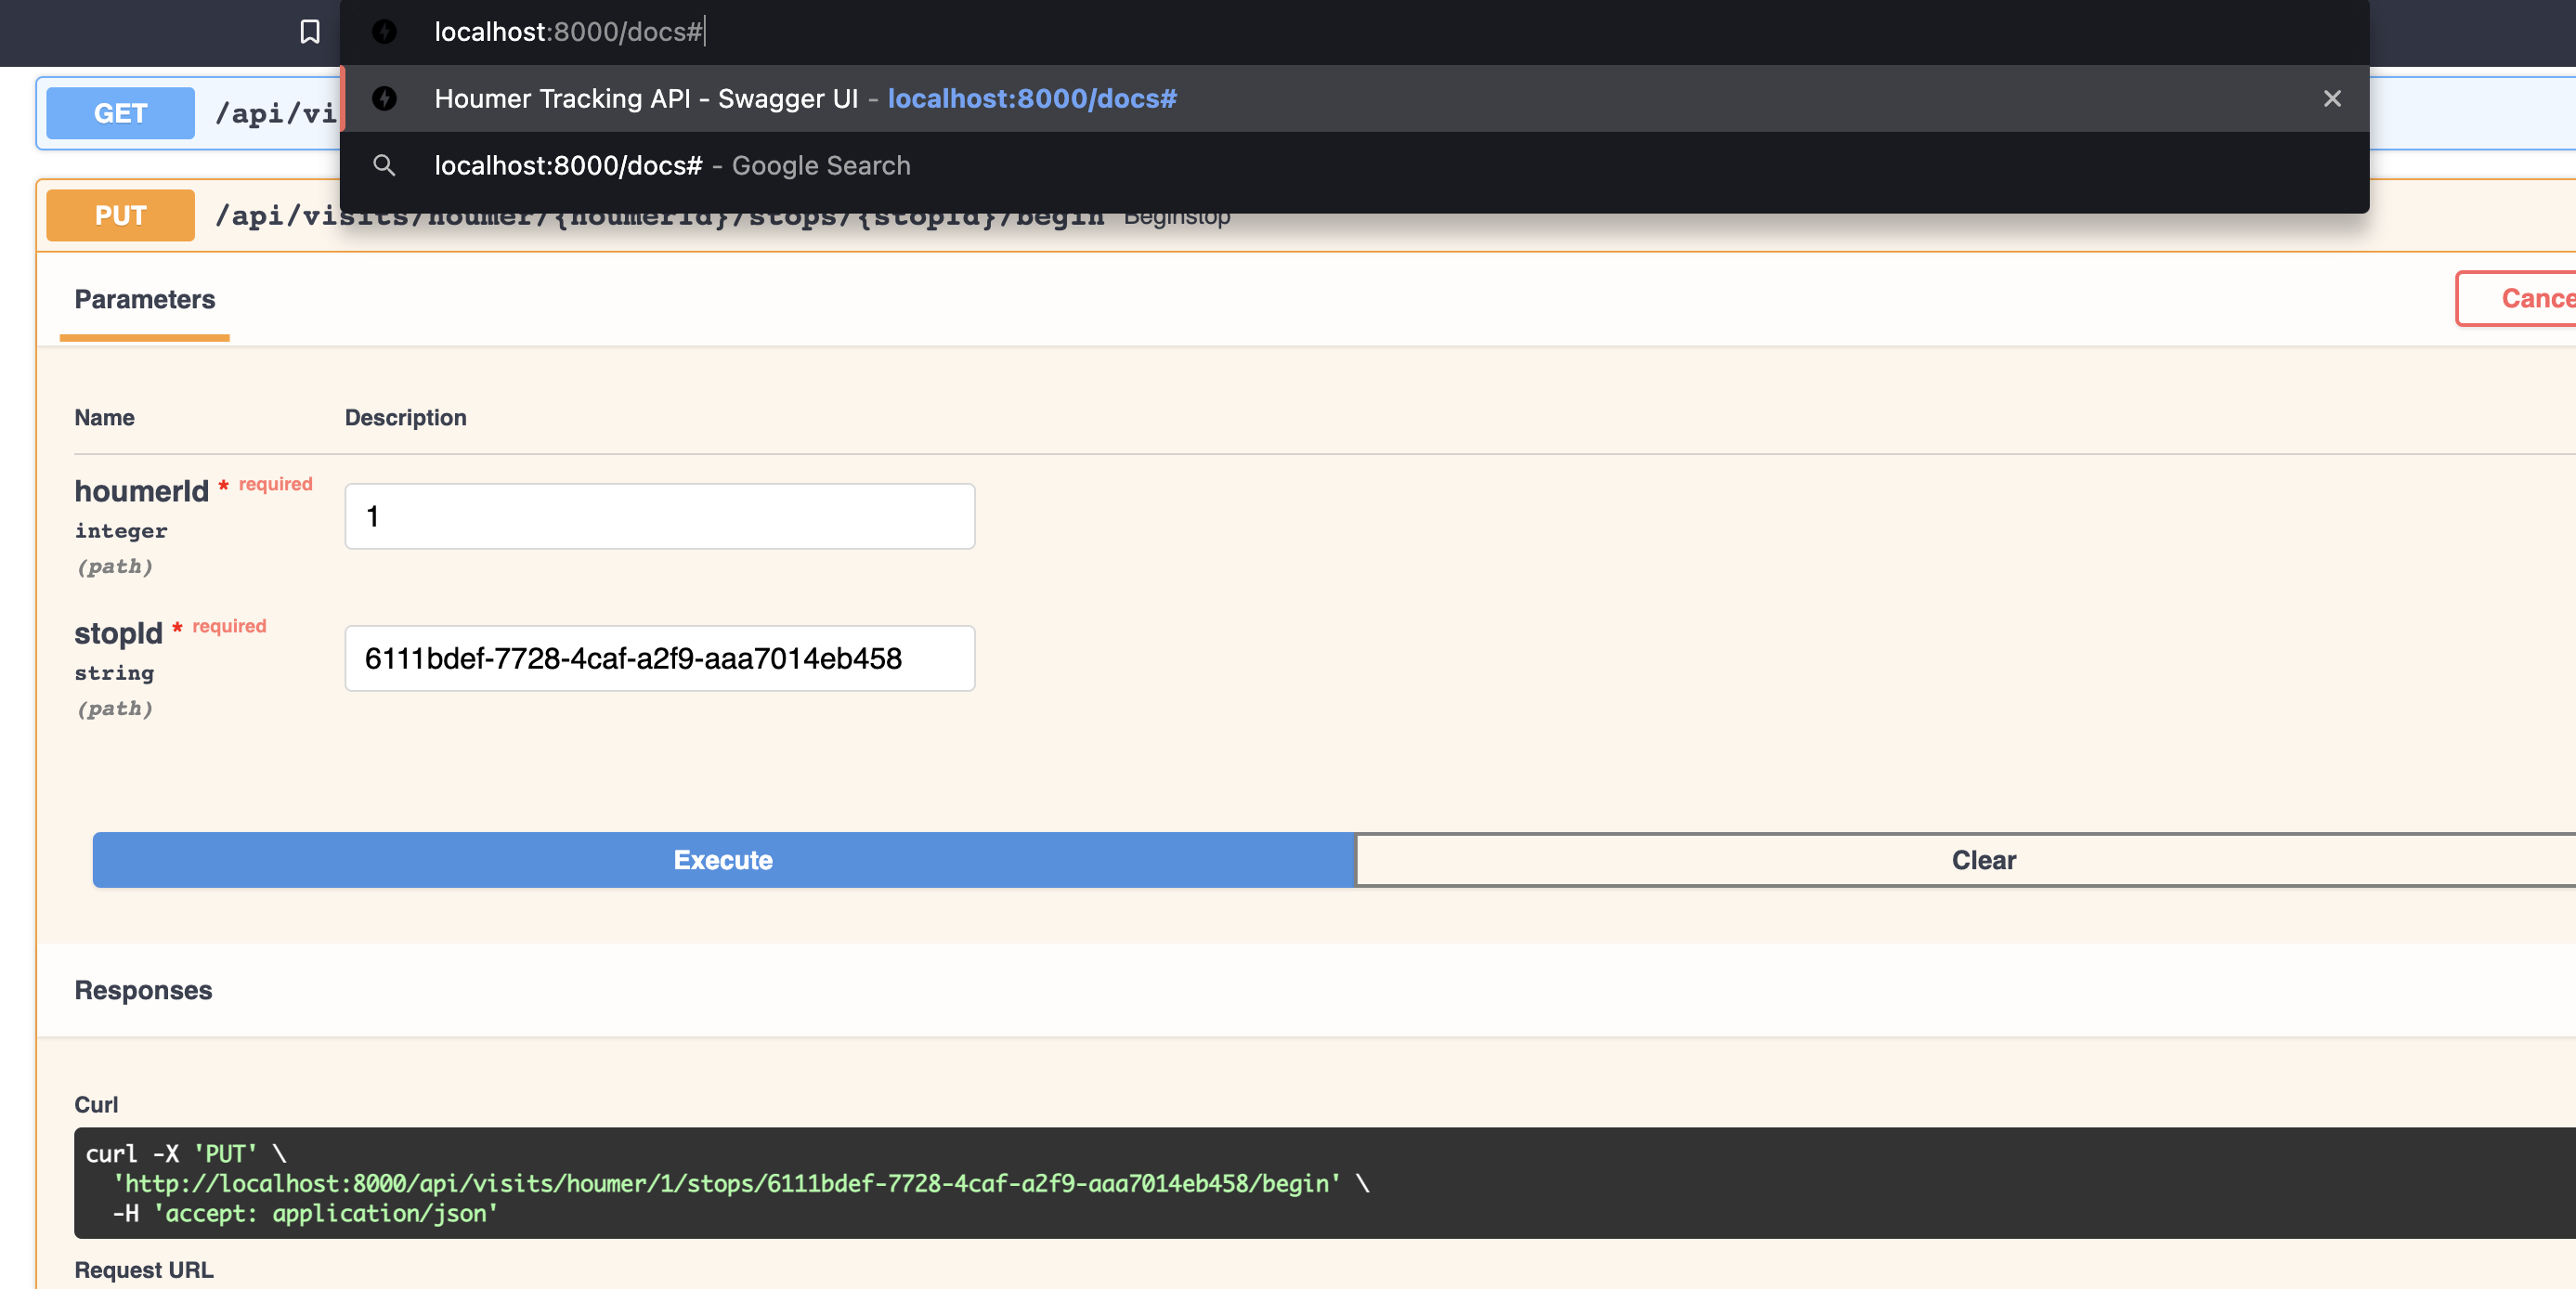 localhost:8000/docs#
Houmer Tracking API - Swagger UI - localhost:8000/docs#
localhost:8000/docs# - Google Search
GET /api/vi
PUT /api/visits/houmer/{houmerId}/stops/{stopId}/begin Beginstop
Parameters
Cance
Name Description
houmerId * required
integer
(path)
1
stopId * required
string
(path)
6111bdef-7728-4caf-a2f9-aaa7014eb458
Execute
Clear
Responses
Curl
curl -X 'PUT' \
'http://localhost:8000/api/visits/houmer/1/stops/6111bdef-7728-4caf-a2f9-aaa7014eb458/begin' \
-H 'accept: application/json'
Request URL